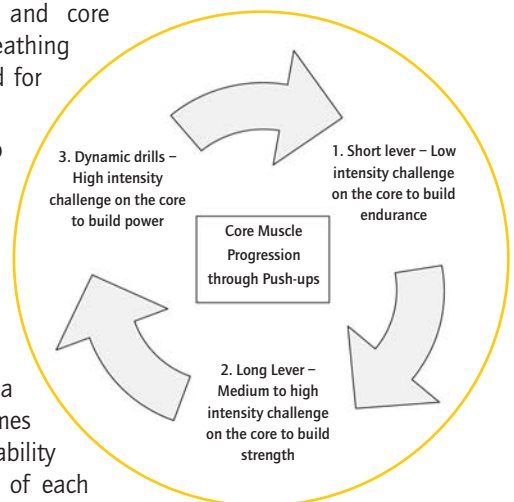 and core
eathing
d for
3. Dynamic drills –
High intensity
challenge on the core
to build power
1. Short lever – Low
intensity challenge
on the core to build
endurance
Core Muscle
Progression
through Push-ups
2. Long Lever –
Medium to high
intensity challenge
on the core to build
strength
a
mes
ability
of each